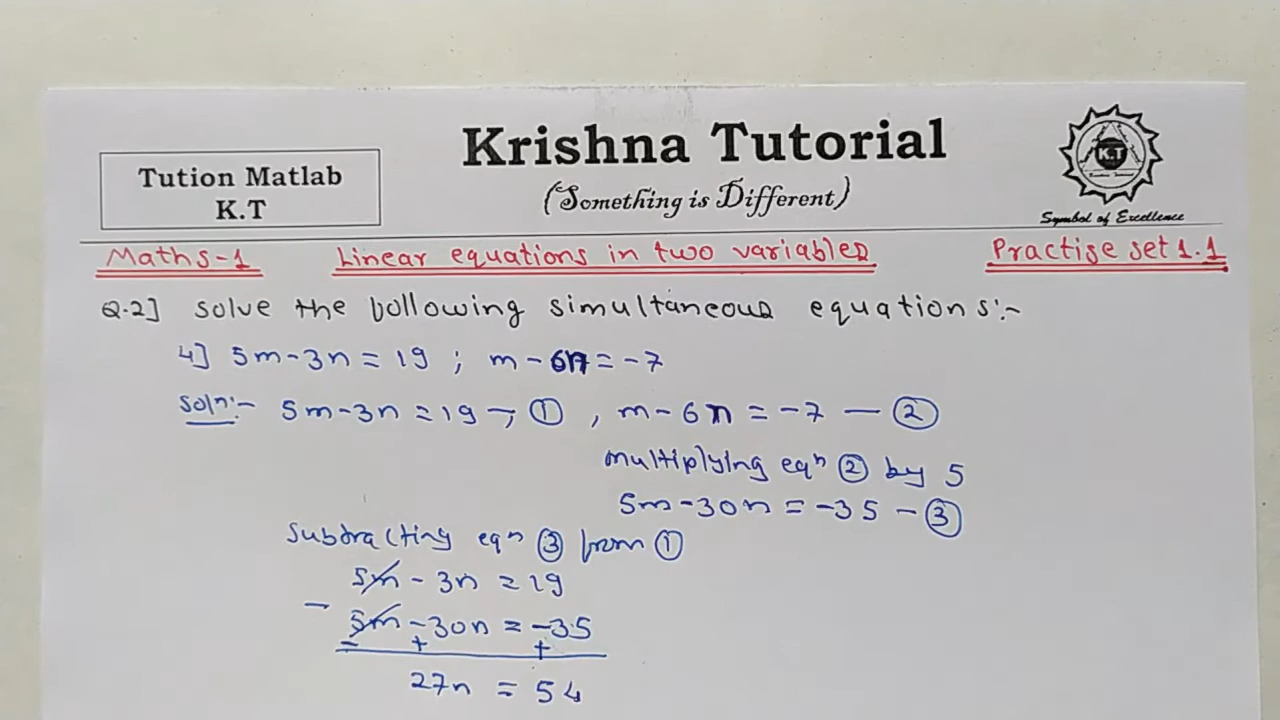 Tution Matlab
K.T
Krishna Tutorial
(Something is Different)
K.T
Symbol of Excellence
Maths-1 Linear equations in two variables Practise set 1.1
Q.2] solve the following simultaneous equations:-
4] 5m-3n = 19 ; m-6n = -7
Soln:- 5m-3n = 19 — ① , m-6n = -7 — ②
multiplying eqⁿ ② by 5
5m-30n = -35 - ③
Subtracting eqⁿ ③ from ①
5m - 3n = 19
- 5m - 30n = -35
- + +
27n = 54